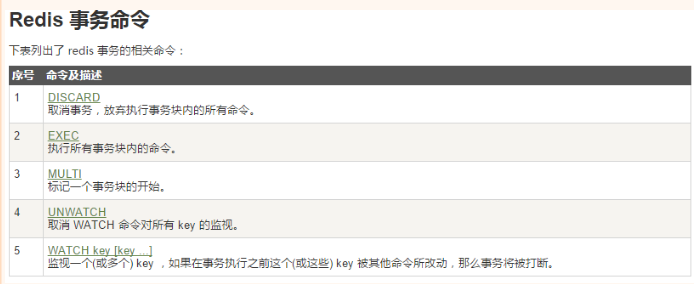 Redis 事务命令
下表列出了 redis 事务的相关命令：
序号 命令及描述
1 DISCARD
取消事务，放弃执行事务块内的所有命令。
2 EXEC
执行所有事务块内的命令。
3 MULTI
标记一个事务块的开始。
4 UNWATCH
取消 WATCH 命令对所有 key 的监视。
5 WATCH key [key ...]
监视一个(或多个) key ，如果在事务执行之前这个(或这些) key 被其他命令所改动，那么事务将被打断。